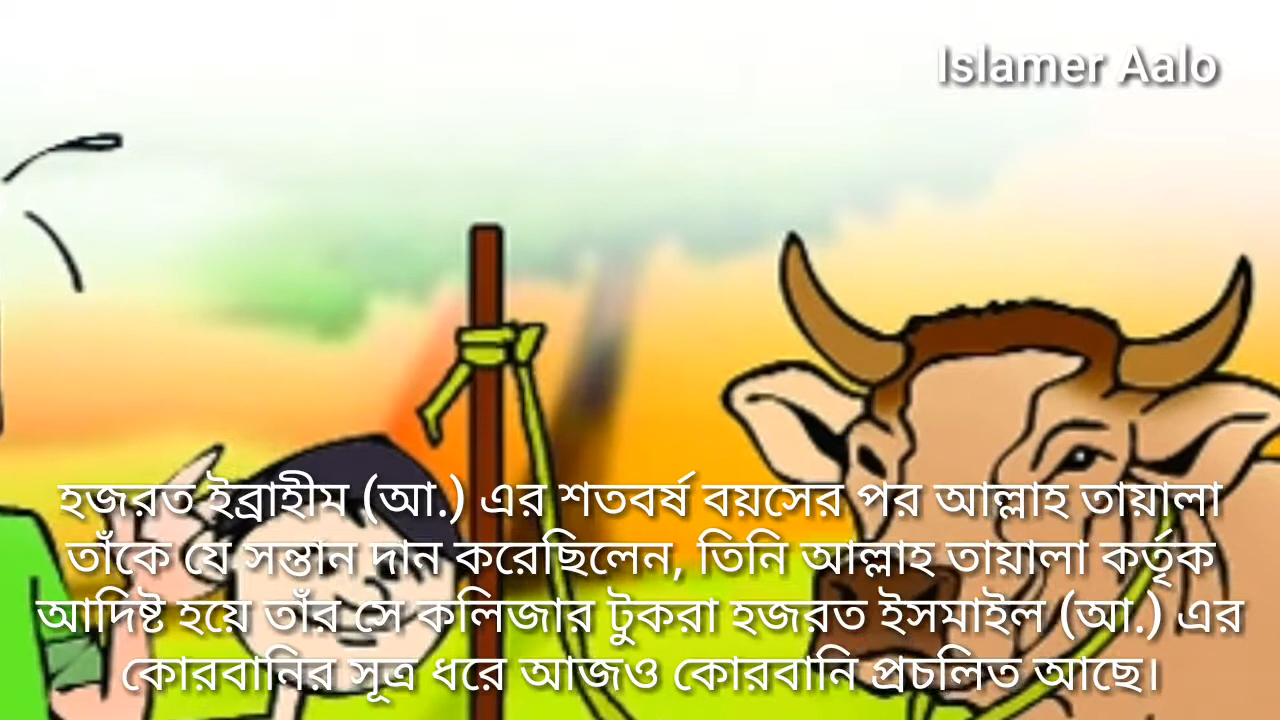 Islamer Aalo
হজরত ইব্রাহীম (আ.) এর শতবর্ষ বয়সের পর আল্লাহ তায়ালা
তাঁকে যে সন্তান দান করেছিলেন, তিনি আল্লাহ তায়ালা কর্তৃক
আদিষ্ট হয়ে তাঁর সে কলিজার টুকরা হজরত ইসমাইল (আ.) এর
কোরবানির সূত্র ধরে আজও কোরবানি প্রচলিত আছে।